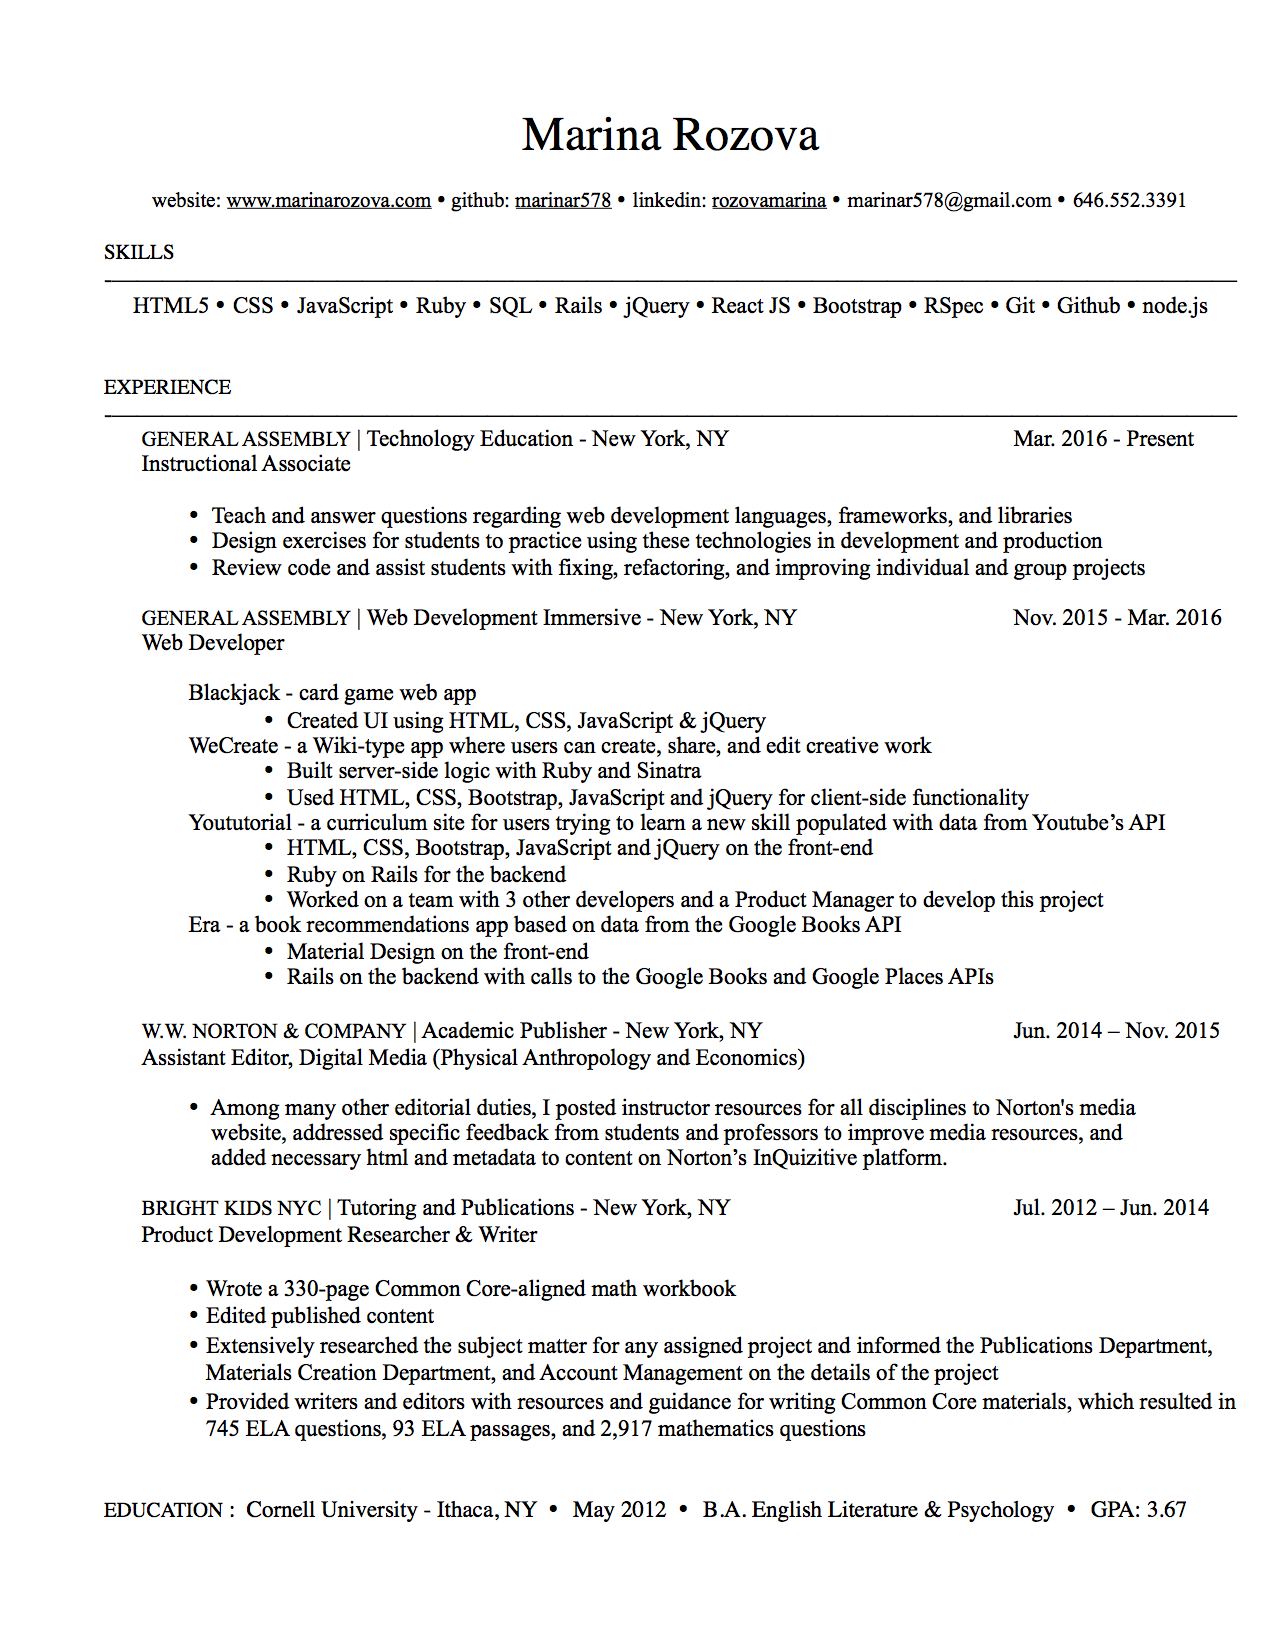 Marina Rozova
website: www.marinarozova.com • github: marinar578 • linkedin: rozovamarina • marinar578@gmail.com • 646.552.3391
SKILLS
HTML5 • CSS • JavaScript • Ruby • SQL • Rails • jQuery • React JS • Bootstrap • RSpec • Git • Github • node.js
EXPERIENCE
GENERAL ASSEMBLY | Technology Education - New York, NY Mar. 2016 - Present
Instructional Associate
• Teach and answer questions regarding web development languages, frameworks, and libraries
• Design exercises for students to practice using these technologies in development and production
• Review code and assist students with fixing, refactoring, and improving individual and group projects
GENERAL ASSEMBLY | Web Development Immersive - New York, NY Nov. 2015 - Mar. 2016
Web Developer
Blackjack - card game web app
• Created UI using HTML, CSS, JavaScript & jQuery
WeCreate - a Wiki-type app where users can create, share, and edit creative work
• Built server-side logic with Ruby and Sinatra
• Used HTML, CSS, Bootstrap, JavaScript and jQuery for client-side functionality
Yoututorial - a curriculum site for users trying to learn a new skill populated with data from Youtube’s API
• HTML, CSS, Bootstrap, JavaScript and jQuery on the front-end
• Ruby on Rails for the backend
• Worked on a team with 3 other developers and a Product Manager to develop this project
Era - a book recommendations app based on data from the Google Books API
• Material Design on the front-end
• Rails on the backend with calls to the Google Books and Google Places APIs
W.W. NORTON & COMPANY | Academic Publisher - New York, NY Jun. 2014 – Nov. 2015
Assistant Editor, Digital Media (Physical Anthropology and Economics)
• Among many other editorial duties, I posted instructor resources for all disciplines to Norton's media
website, addressed specific feedback from students and professors to improve media resources, and
added necessary html and metadata to content on Norton’s InQuizitive platform.
BRIGHT KIDS NYC | Tutoring and Publications - New York, NY Jul. 2012 – Jun. 2014
Product Development Researcher & Writer
• Wrote a 330-page Common Core-aligned math workbook
• Edited published content
• Extensively researched the subject matter for any assigned project and informed the Publications Department,
Materials Creation Department, and Account Management on the details of the project
• Provided writers and editors with resources and guidance for writing Common Core materials, which resulted in
745 ELA questions, 93 ELA passages, and 2,917 mathematics questions
EDUCATION : Cornell University - Ithaca, NY • May 2012 • B.A. English Literature & Psychology • GPA: 3.67